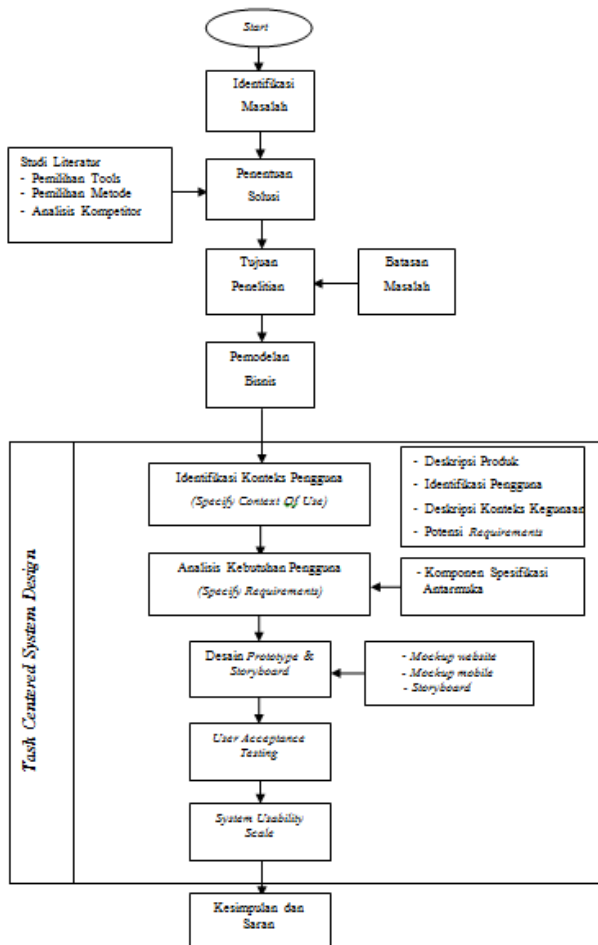 Start
Identifikasi
Masalah
Studi Literatur
- Pemilihan Tools
- Pemilihan Metode
- Analisis Kompetitor
Penentuan
Solusi
Tujuan
Penelitian
Batasan
Masalah
Pemodelan
Bisnis
Task Centered System Design
Identifikasi Konteks Pengguna
(Specify Context Of Use)
- Deskripsi Produk
- Identifikasi Pengguna
- Deskripsi Konteks Kegunaan
- Potensi Requirements
Analisis Kebutuhan Pengguna
(Specify Requirements)
- Komponen Spesifikasi
Antarmuka
Desain Prototype &
Storyboard
- Mockup website
- Mockup mobile
- Storyboard
User Acceptance
Testing
System Usability
Scale
Kesimpulan dan
Saran